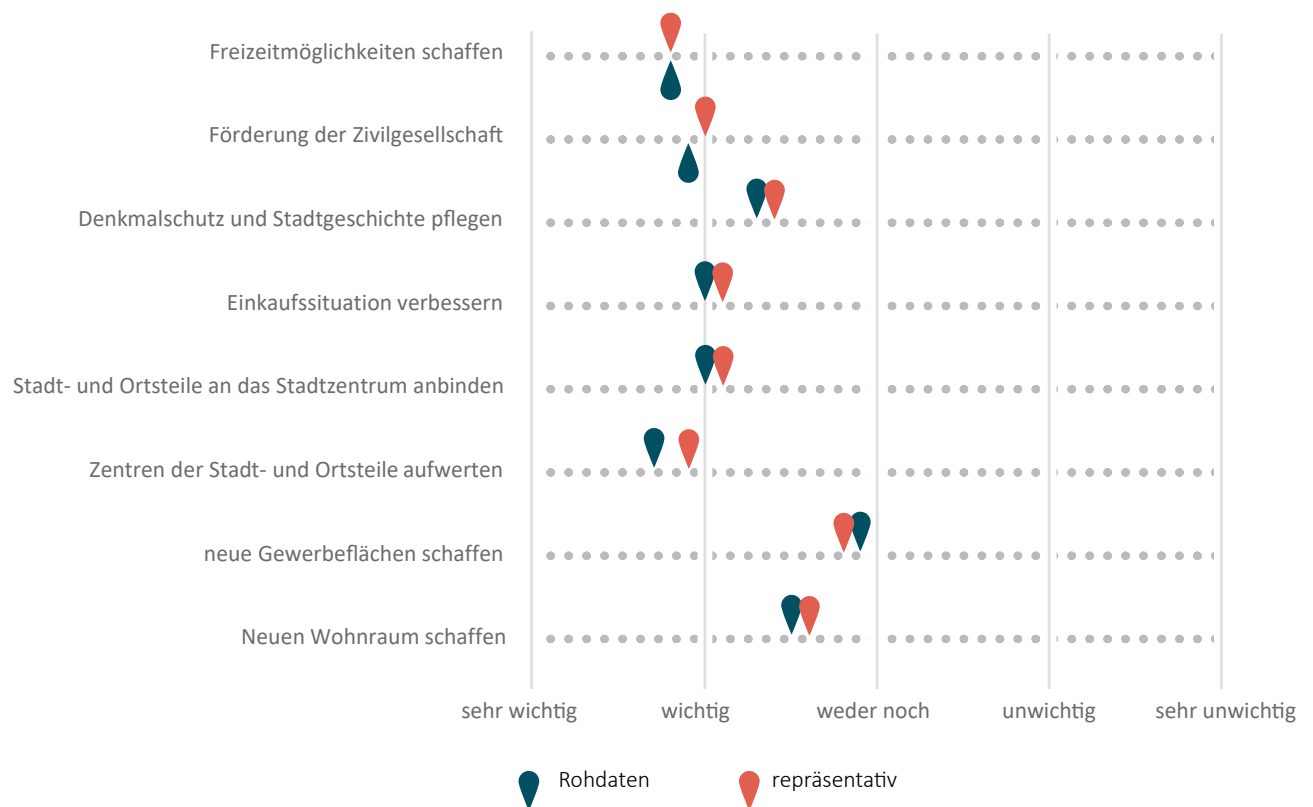 Freizeitmöglichkeiten schaffen
Förderung der Zivilgesellschaft
Denkmalschutz und Stadtgeschichte pflegen
Einkaufssituation verbessern
Stadt- und Ortsteile an das Stadtzentrum anbinden
Zentren der Stadt- und Ortsteile aufwerten
neue Gewerbeflächen schaffen
Neuen Wohnraum schaffen
sehr wichtig wichtig weder noch unwichtig sehr unwichtig
Rohdaten repräsentativ